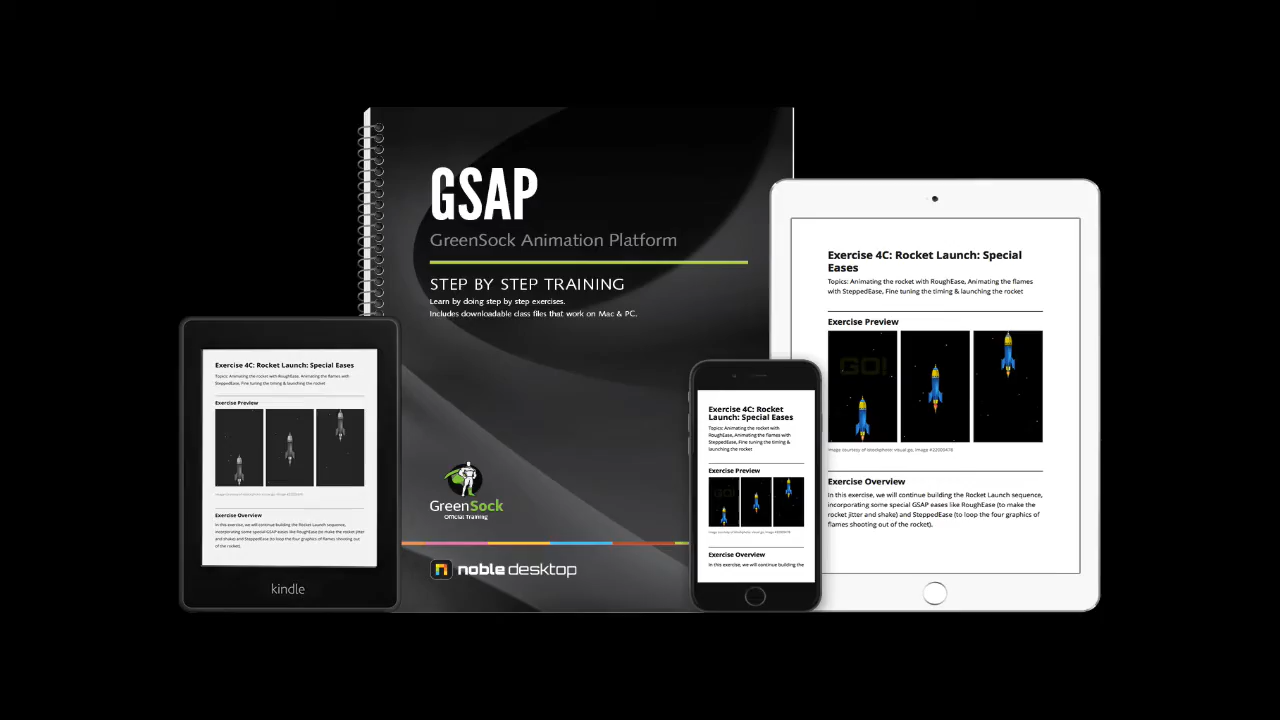 GSAP
GreenSock Animation Platform
STEP BY STEP TRAINING
Learn by doing step by step exercises.
Includes downloadable class files that work on Mac & PC.
GreenSock
Official Training
noble desktop
Exercise 4C: Rocket Launch: Special Eases
Topics: Animating the rocket with RoughEase, Animating the flames with
SteppedEase, Fine tuning the timing & launching the rocket
Exercise Preview
Exercise Overview
In this exercise, we will continue building the Rocket Launch sequence,
incorporating some special GSAP eases like RoughEase (to make the rocket jitter
and shake) and SteppedEase (to loop the four graphics of flames shooting out
of the rocket).
kindle
Exercise 4C: Rocket
Launch: Special Eases
Topics: Animating the rocket with
RoughEase, Animating the flames with
SteppedEase, Fine tuning the timing &
launching the rocket
Exercise Preview
Exercise Overview
In this exercise, we will continue building the
Exercise 4C: Rocket Launch: Special
Eases
Topics: Animating the rocket with RoughEase, Animating the flames
with SteppedEase, Fine tuning the timing & launching the rocket
Exercise Preview
GO!
Exercise Overview
In this exercise, we will continue building the Rocket Launch sequence,
incorporating some special GSAP eases like RoughEase (to make the
rocket jitter and shake) and SteppedEase (to loop the four graphics of
flames shooting out of the rocket).